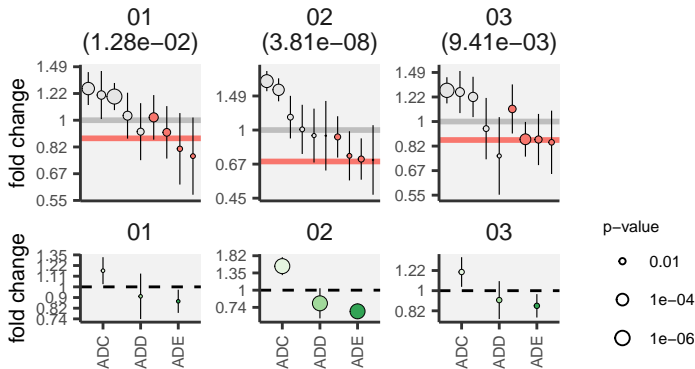 01
(1.28e−02)
02
(3.81e−08)
03
(9.41e−03)
fold change
1.49
1.22
1
0.82
0.67
0.55
1.49
1
0.67
0.45
1.49
1.22
1
0.82
0.67
0.55
01
02
03
fold change
1.35
1.22
1.11
1
0.9
0.82
0.74
1.82
1.35
1
0.74
1.22
1
0.82
ADC
ADD
ADE
ADC
ADD
ADE
ADC
ADD
ADE
p−value
0.01
1e−04
1e−06